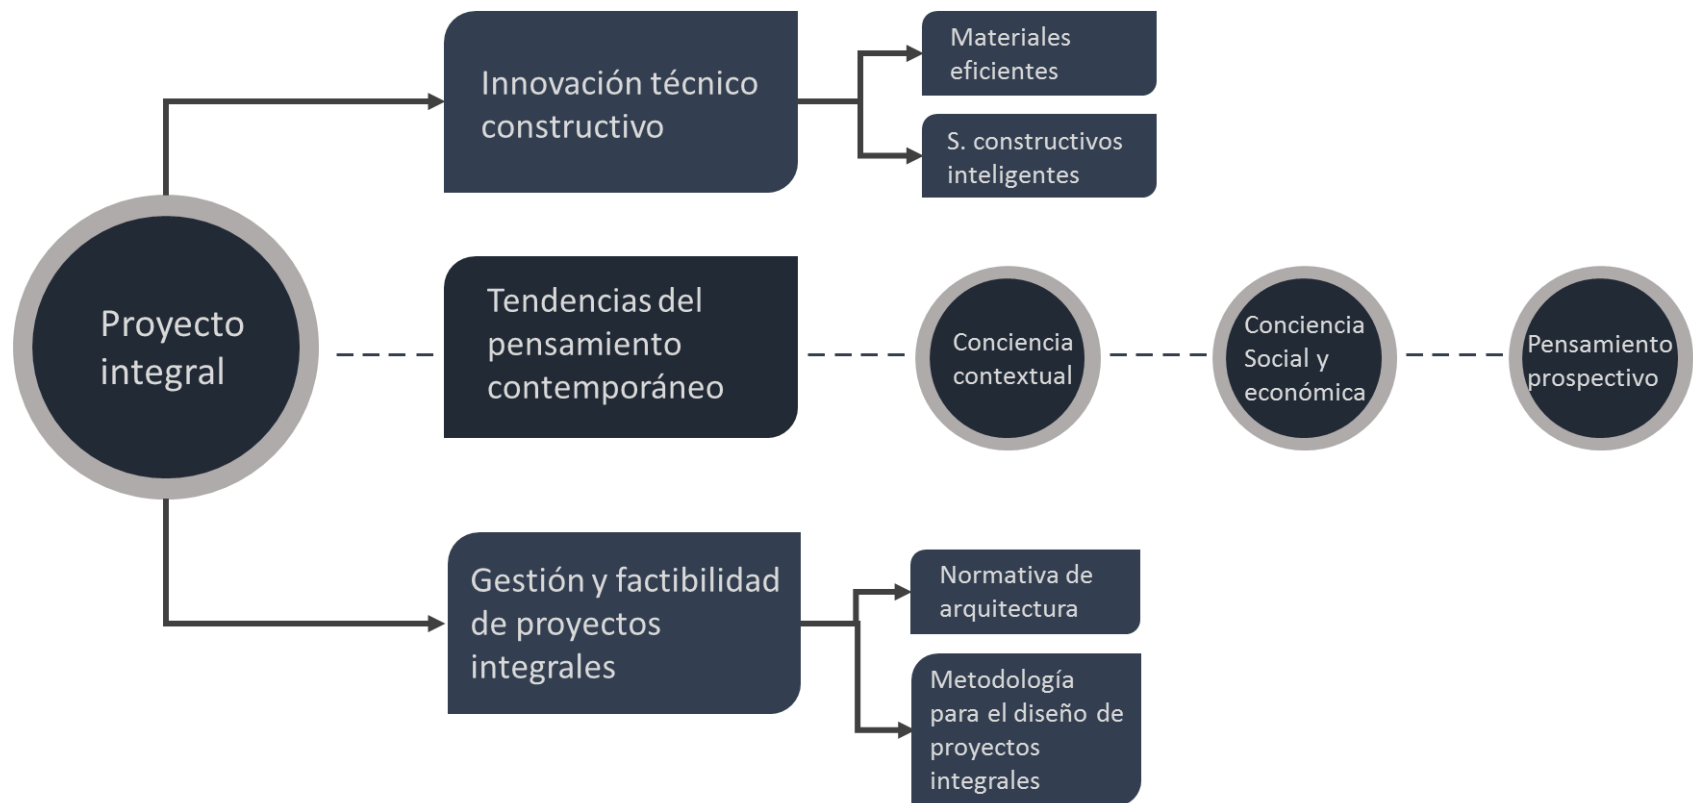 Proyecto
integral
Innovación técnico
constructivo
Materiales
eficientes
S. constructivos
inteligentes
Tendencias del
pensamiento
contemporáneo
Conciencia
contextual
Conciencia
Social y
económica
Pensamiento
prospectivo
Gestión y factibilidad
de proyectos
integrales
Normativa de
arquitectura
Metodología
para el diseño de
proyectos
integrales